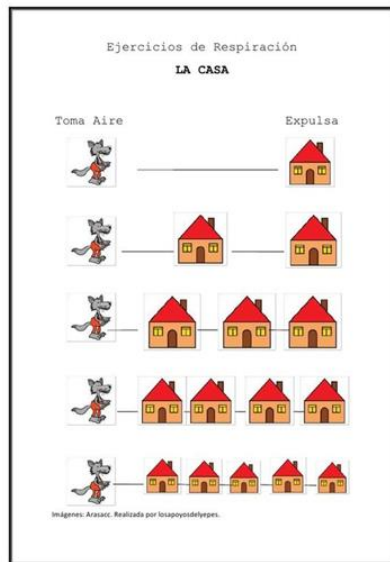 Ejercicios de Respiración
LA CASA
Toma Aire Expulsa
Imágenes: Arasacc. Realizada por losapoyosdelyepes.